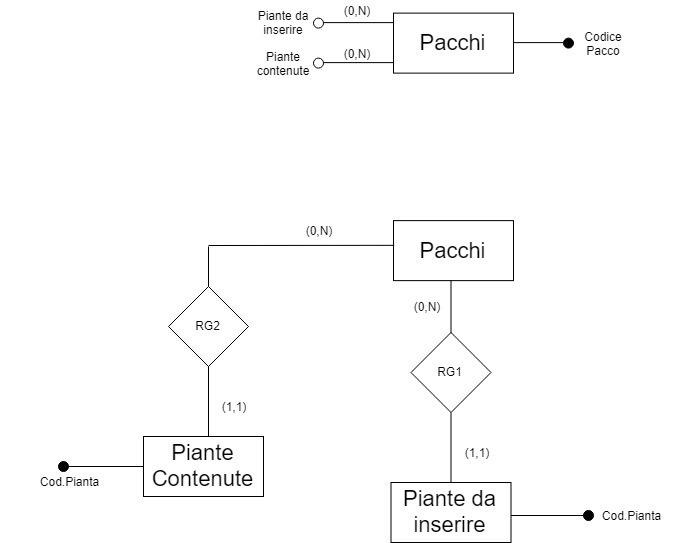 Piante da
inserire
(0,N)
Pacchi
Codice
Pacco
Piante
contenute
(0,N)
(0,N)
Pacchi
(0,N)
RG2
RG1
(1,1)
Piante
Contenute
Cod.Pianta
(1,1)
Piante da
inserire
Cod.Pianta